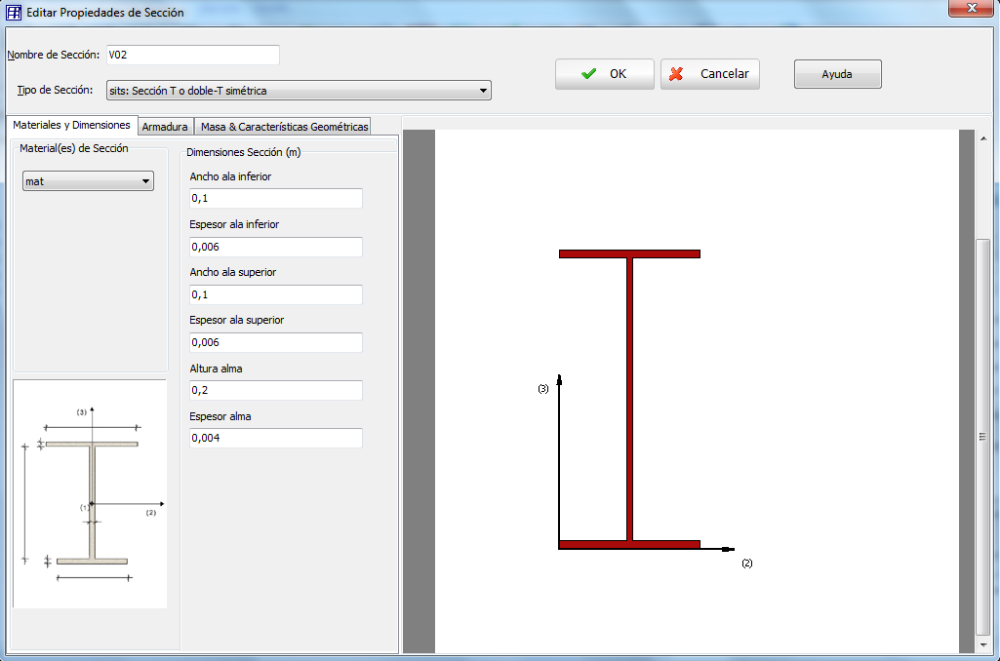 Editar Propiedades de Sección
Nombre de Sección: V02
Tipo de Sección: sits: Sección T o doble-T simétrica
OK
Cancelar
Ayuda
Materiales y Dimensiones
Armadura
Masa & Características Geométricas
Material(es) de Sección
mat
Dimensiones Sección (m)
Ancho ala inferior
0,1
Espesor ala inferior
0,006
Ancho ala superior
0,1
Espesor ala superior
0,006
Altura alma
0,2
Espesor alma
0,004
(3)
(1)
(2)
(3)
(2)